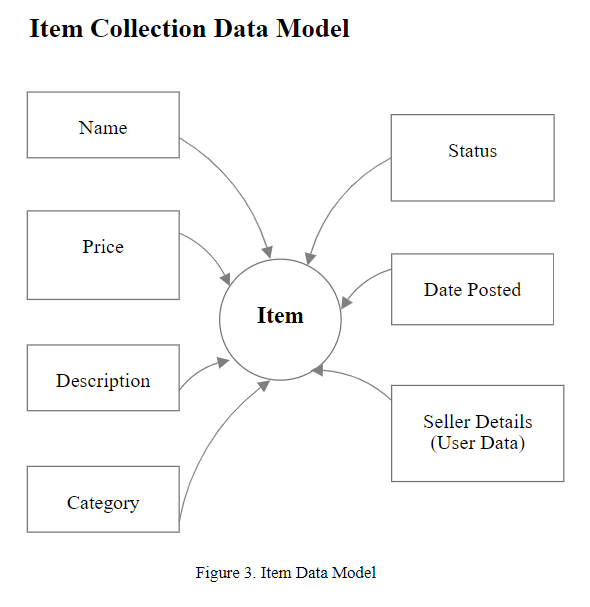 Item Collection Data Model
Name
Price
Description
Category
Item
Status
Date Posted
Seller Details
(User Data)
Figure 3. Item Data Model